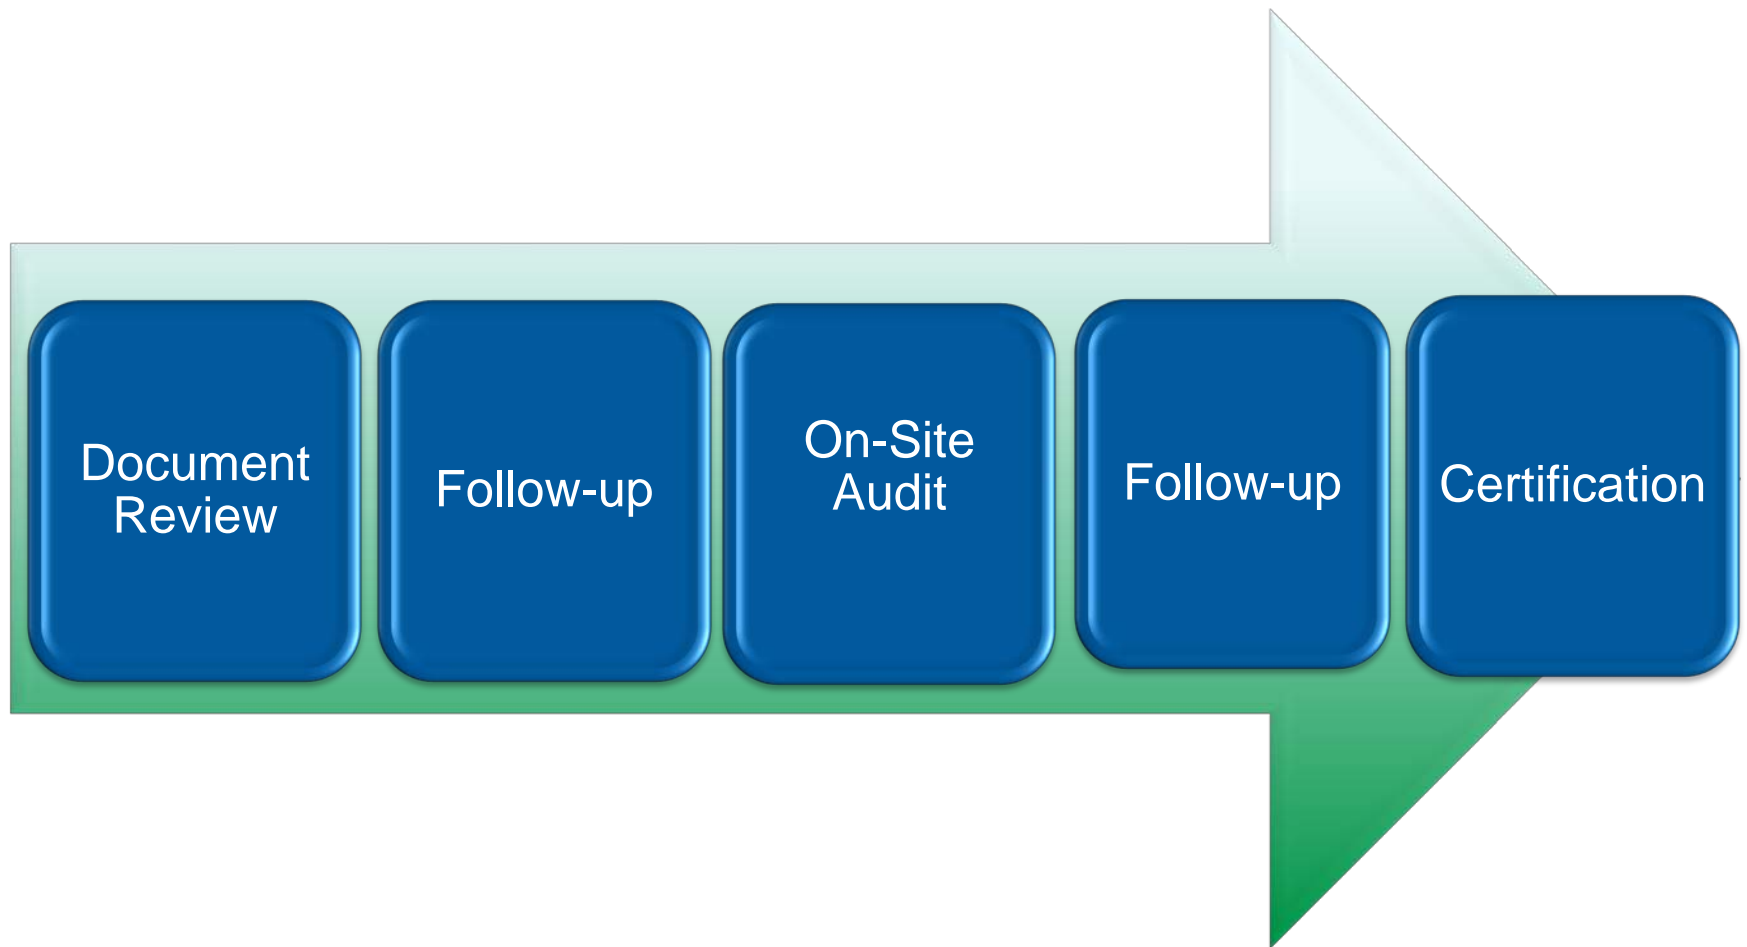 Document
Review
Follow-up
On-Site
Audit
Follow-up
Certification